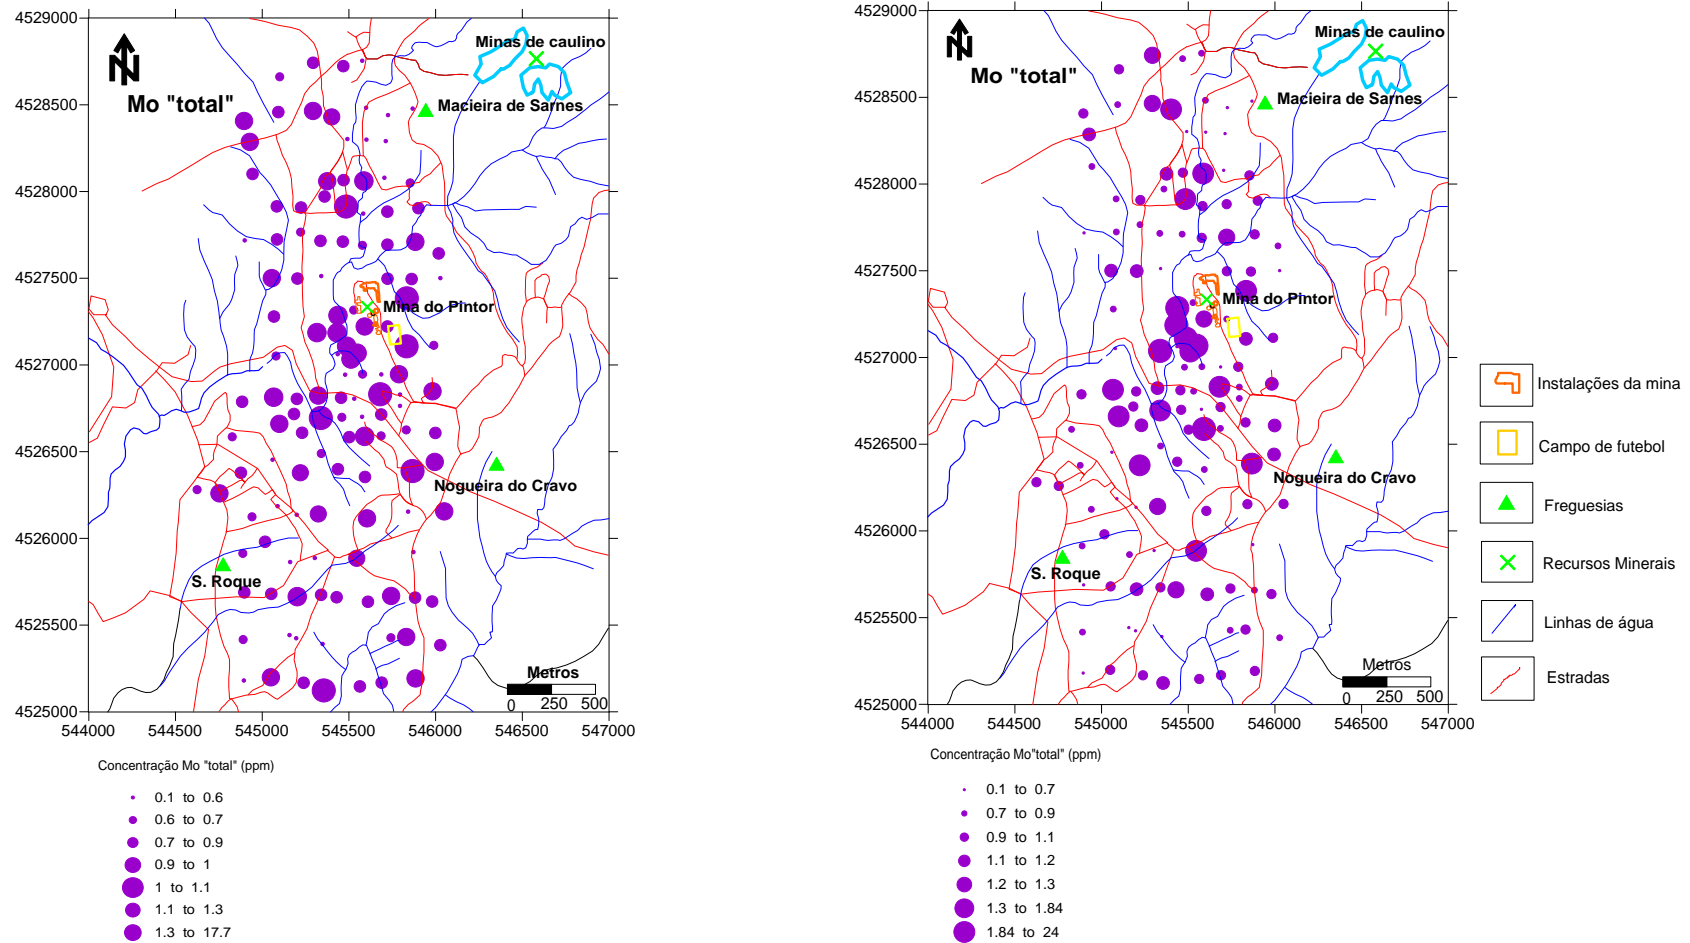 4529000
4528500
4528000
4527500
4527000
4526500
4526000
4525500
4525000
544000 544500 545000 545500 546000 546500 547000
N
Mo "total"
Minas de caulino
Macieira de Sarnes
Mina do Pintor
Nogueira do Cravo
S. Roque
Metros
0 250 500
Concentração Mo "total" (ppm)
0.1 to 0.6
0.6 to 0.7
0.7 to 0.9
0.9 to 1
1 to 1.1
1.1 to 1.3
1.3 to 17.7
4529000
4528500
4528000
4527500
4527000
4526500
4526000
4525500
4525000
544000 544500 545000 545500 546000 546500 547000
N
Mo "total"
Minas de caulino
Macieira de Sarnes
Mina do Pintor
Nogueira do Cravo
S. Roque
Metros
0 250 500
Concentração Mo"total" (ppm)
0.1 to 0.7
0.7 to 0.9
0.9 to 1.1
1.1 to 1.2
1.2 to 1.3
1.3 to 1.84
1.84 to 24
Instalações da mina
Campo de futebol
Freguesias
Recursos Minerais
Linhas de água
Estradas